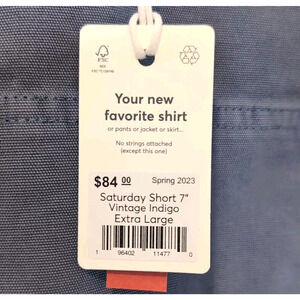 FSC
MIX
Your new
favorite shirt
or pants or jacket or skirt...
No strings attached
(except this one)
$84 00 Spring 2023
Saturday Short 7"
Vintage Indigo
Extra Large
1 96402 11477 0